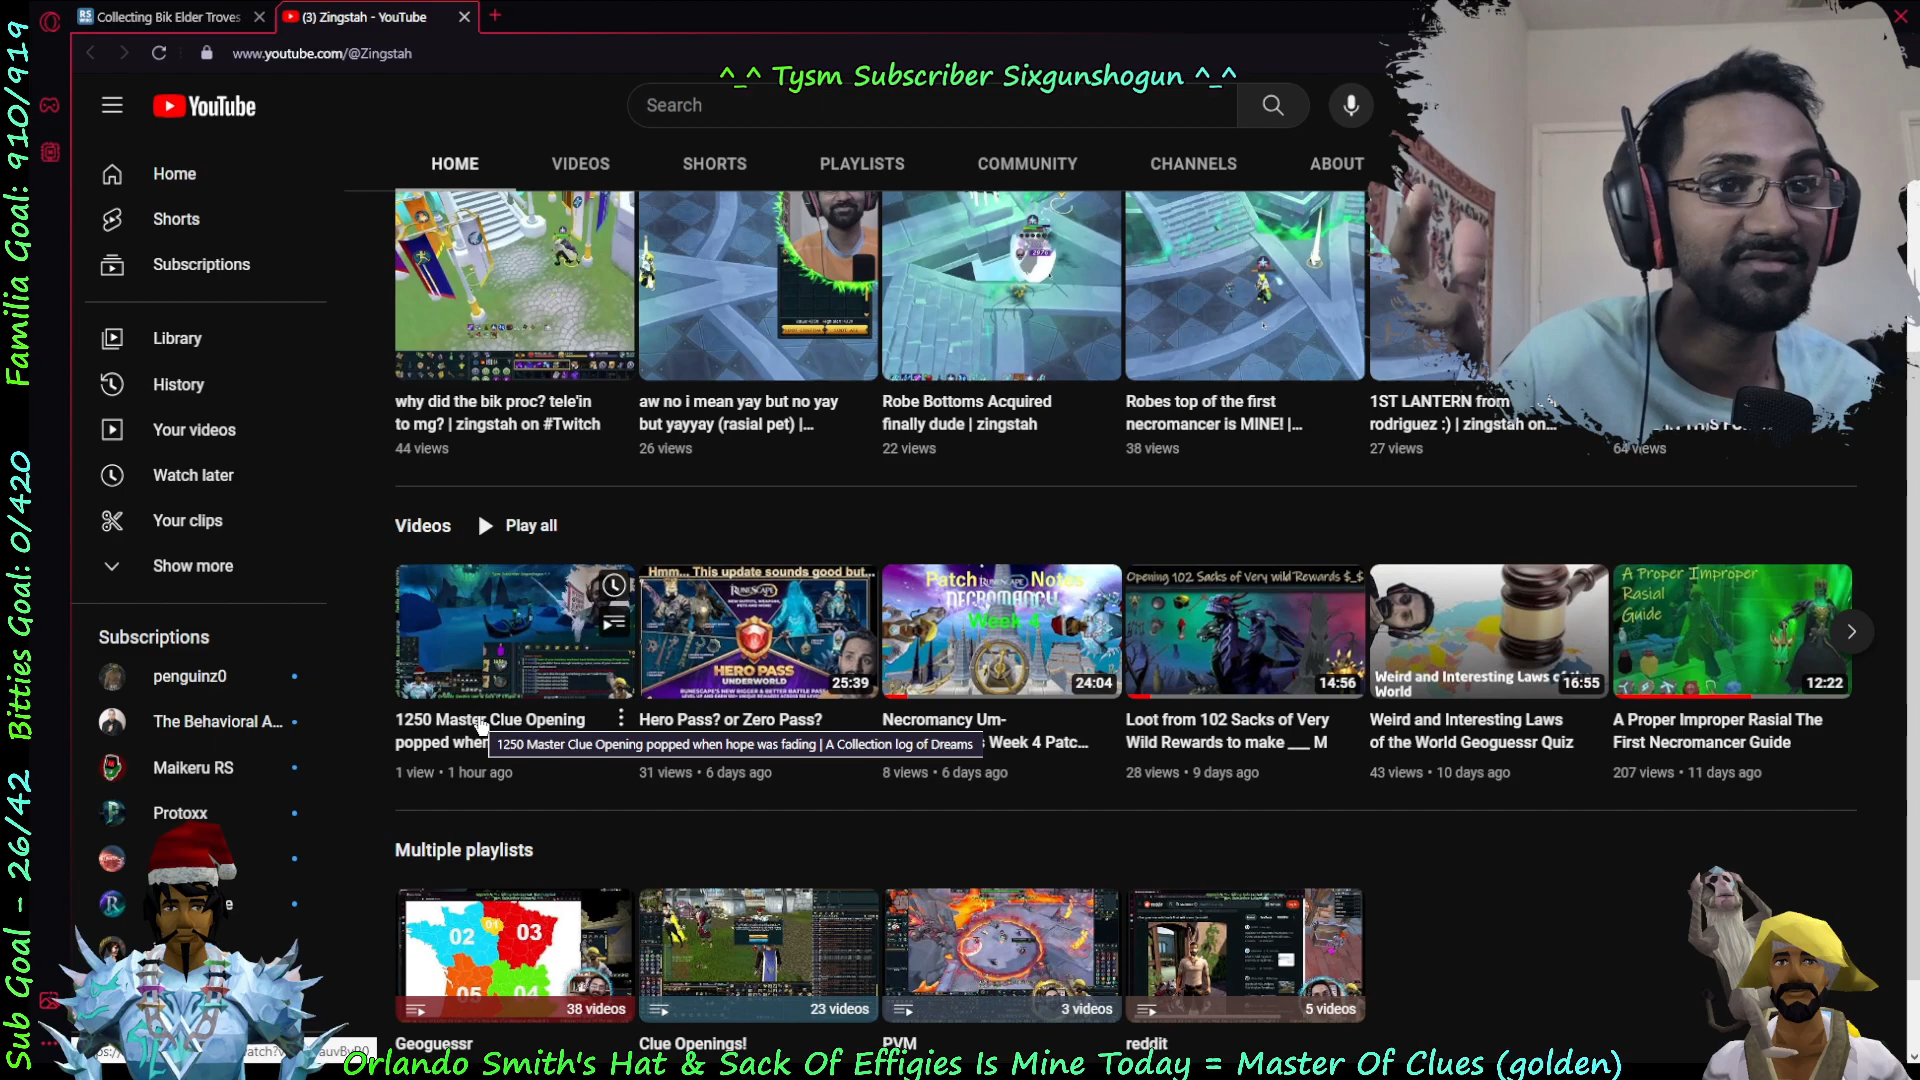 Collecting Bik Elder Troves
(3) Zingstah - YouTube
www.youtube.com/@Zingstah
^_^ Tysm Subscriber Sixgunshogun ^_^
YouTube
Search
HOME VIDEOS SHORTS PLAYLISTS COMMUNITY CHANNELS ABOUT
Home
Shorts
Subscriptions
Library
History
Your videos
Watch later
Your clips
Show more
Subscriptions
penguinz0
The Behavioral A...
Maikeru RS
Protoxx
why did the bik proc? tele'in
to mg? | zingstah on #Twitch
44 views
aw no i mean yay but no yay
but yayyay (rasial pet) |...
26 views
Robe Bottoms Acquired
finally dude | zingstah
22 views
Robes top of the first
necromancer is MINE! |...
38 views
1ST LANTERN from
rodriguez :) | zingstah on...
27 views
64 views
Videos
Play all
1250 Master Clue Opening
popped when
1250 Master Clue Opening popped when hope was fading | A Collection log of Dreams
1 view • 1 hour ago
Hmm... This update sounds good but...
RUNESCAPE
HERO PASS
UNDERWORLD
RUNESCAPE'S NEW BIGGER & BETTER BATTLE PASS
25:39
Hero Pass? or Zero Pass?
31 views • 6 days ago
Patch Notes
RUNESCAPE
NECROMANCY
Week 4
24:04
Necromancy Um-
Week 4 Patc...
8 views • 6 days ago
Opening 102 Sacks of Very wild Rewards $_$
14:56
Loot from 102 Sacks of Very
Wild Rewards to make ___ M
28 views • 9 days ago
Weird and Interesting Laws of the
World
16:55
Weird and Interesting Laws
of the World Geoguessr Quiz
43 views • 10 days ago
A Proper Improper
Rasial
Guide
12:22
A Proper Improper Rasial The
First Necromancer Guide
207 views • 11 days ago
Multiple playlists
02
01
03
05
04
38 videos
Geoguessr
23 videos
Clue Openings!
3 videos
PVM
5 videos
reddit
Familia Goal: 910/919
Bitties Goal: 0/420
Sub Goal - 26/42
Orlando Smith's Hat & Sack Of Effigies Is Mine Today = Master Of Clues (golden)